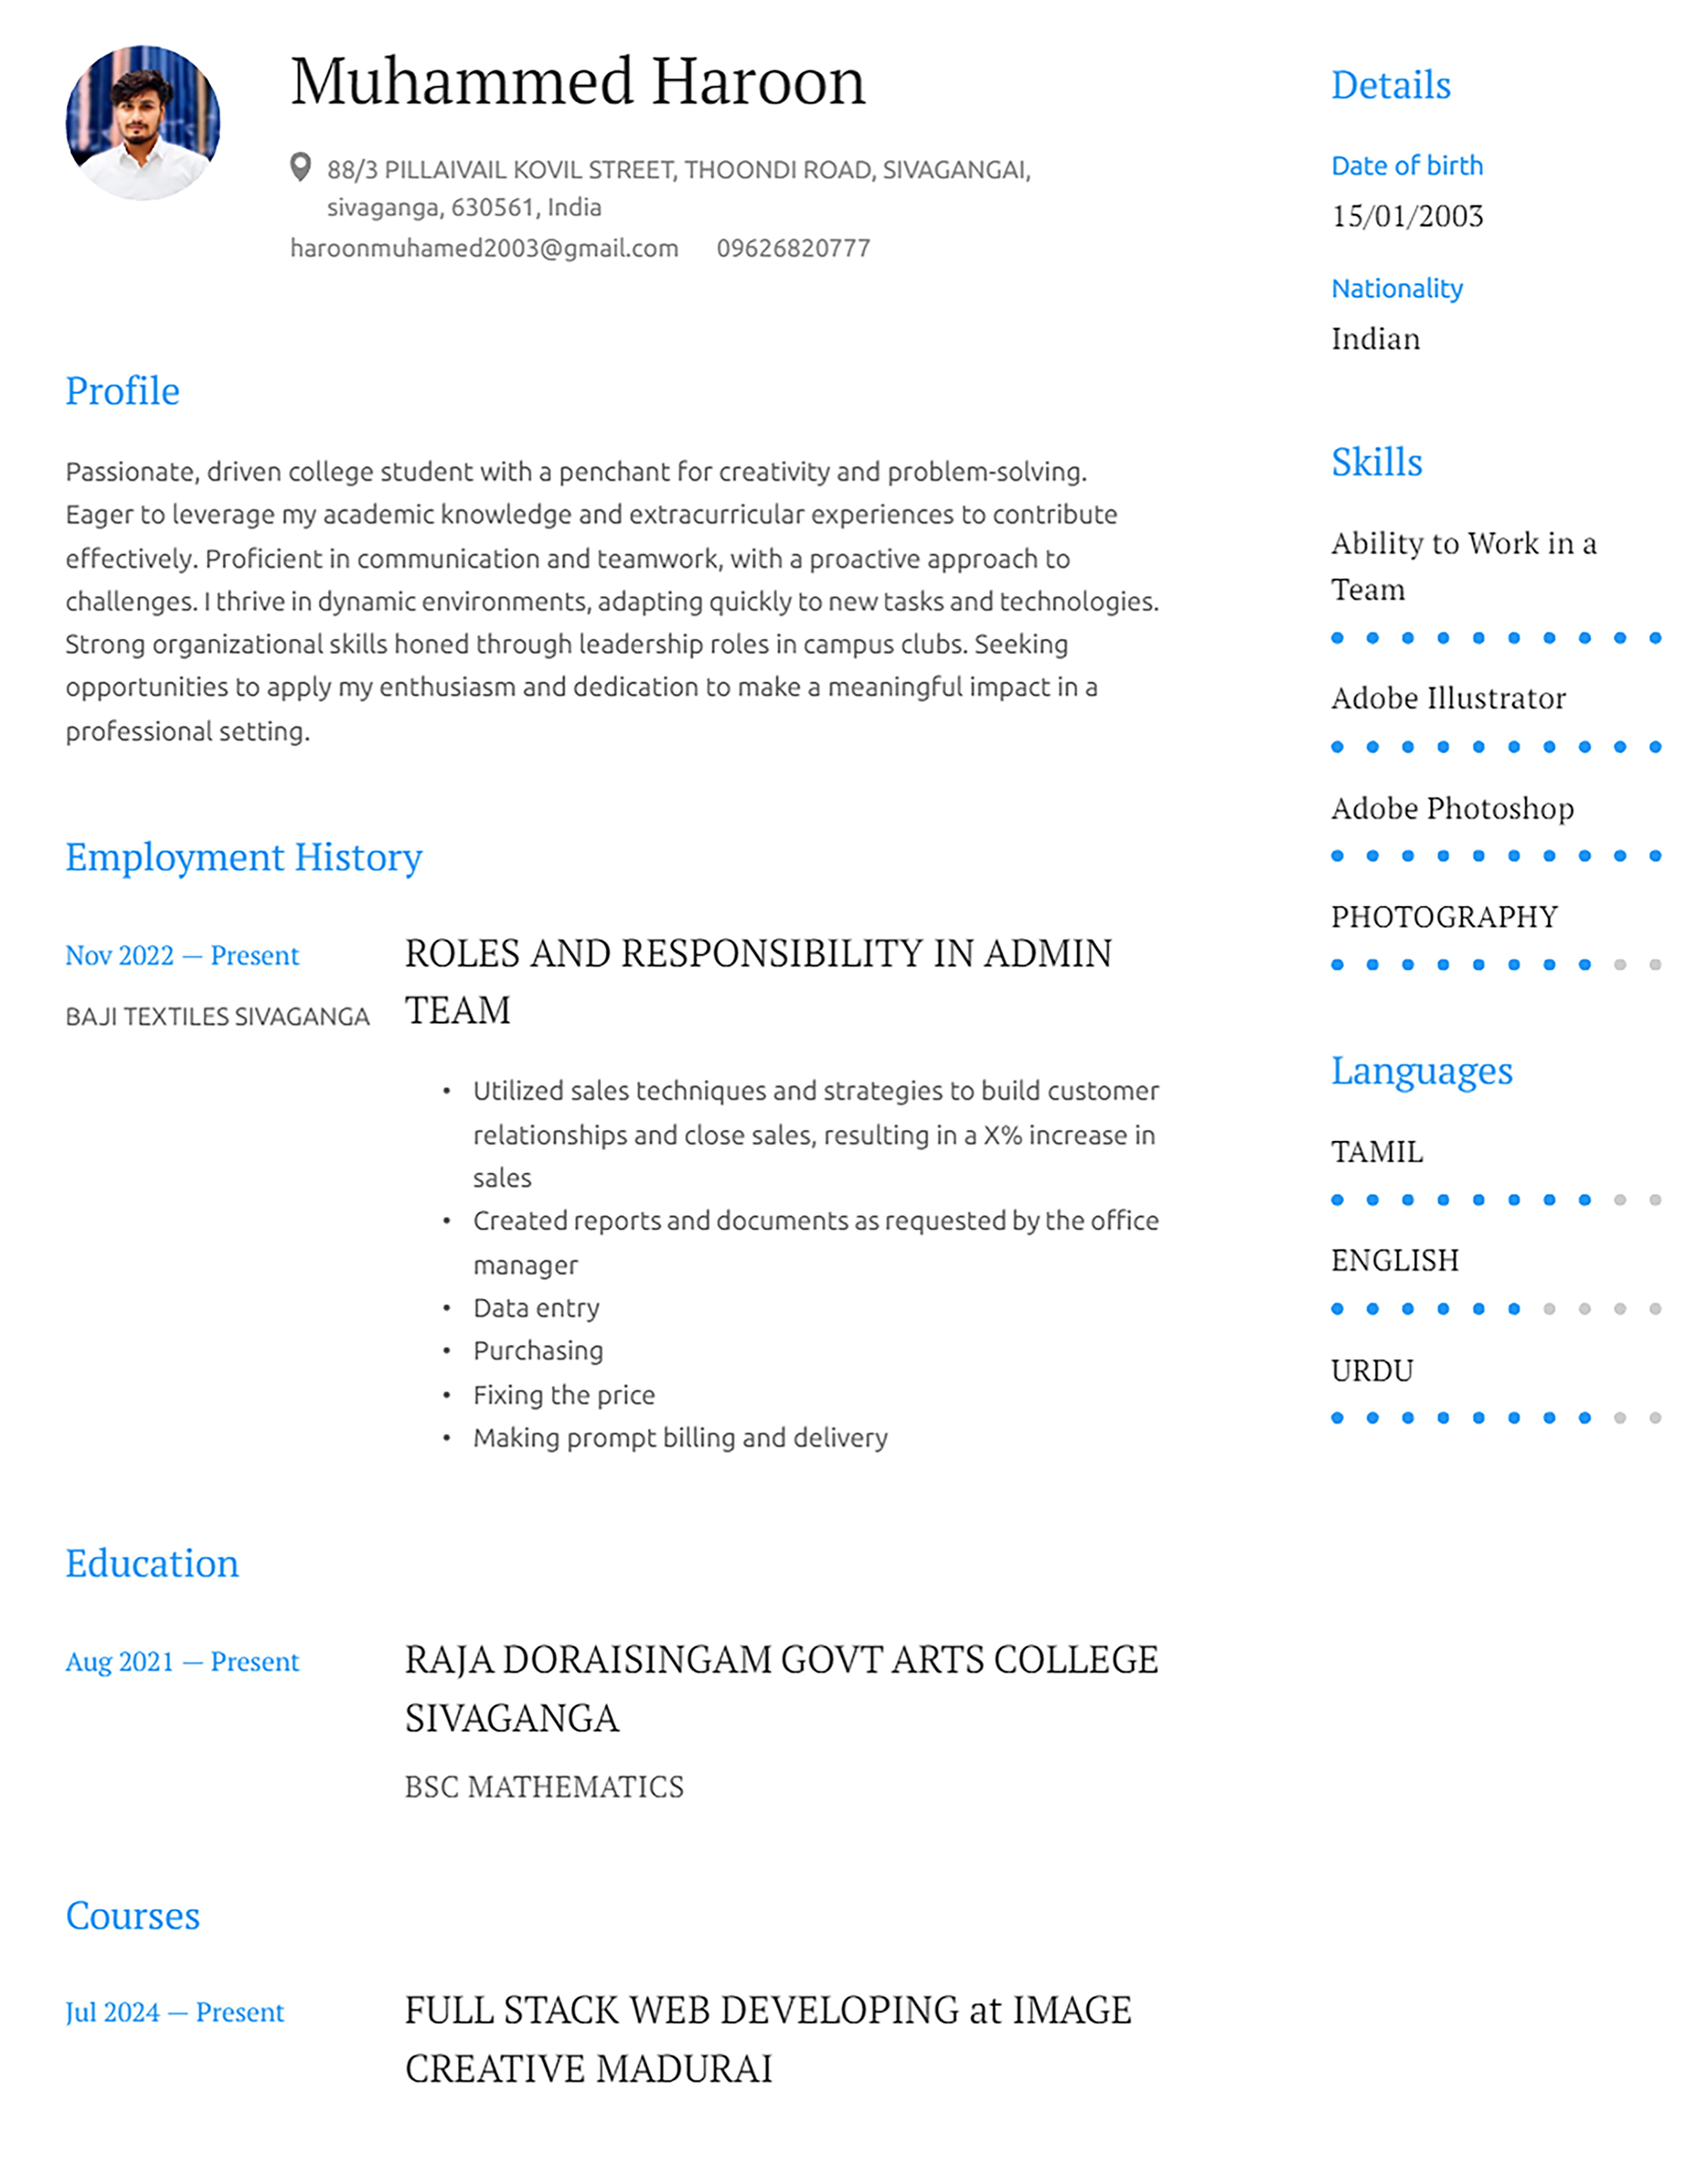 Muhammed Haroon
88/3 PILLAIVAIL KOVIL STREET, THOONDI ROAD, SIVAGANGAI,
sivaganga, 630561, India
haroonmuhamed2003@gmail.com 09626820777
Profile
Passionate, driven college student with a penchant for creativity and problem-solving.
Eager to leverage my academic knowledge and extracurricular experiences to contribute
effectively. Proficient in communication and teamwork, with a proactive approach to
challenges. I thrive in dynamic environments, adapting quickly to new tasks and technologies.
Strong organizational skills honed through leadership roles in campus clubs. Seeking
opportunities to apply my enthusiasm and dedication to make a meaningful impact in a
professional setting.
Employment History
Nov 2022 — Present
BAJI TEXTILES SIVAGANGA
ROLES AND RESPONSIBILITY IN ADMIN
TEAM
• Utilized sales techniques and strategies to build customer
relationships and close sales, resulting in a X% increase in
sales
• Created reports and documents as requested by the office
manager
• Data entry
• Purchasing
• Fixing the price
• Making prompt billing and delivery
Education
Aug 2021 — Present
RAJA DORAISINGAM GOVT ARTS COLLEGE
SIVAGANGA
BSC MATHEMATICS
Courses
Jul 2024 — Present
FULL STACK WEB DEVELOPING at IMAGE
CREATIVE MADURAI
Details
Date of birth
15/01/2003
Nationality
Indian
Skills
Ability to Work in a
Team
Adobe Illustrator
Adobe Photoshop
PHOTOGRAPHY
Languages
TAMIL
ENGLISH
URDU